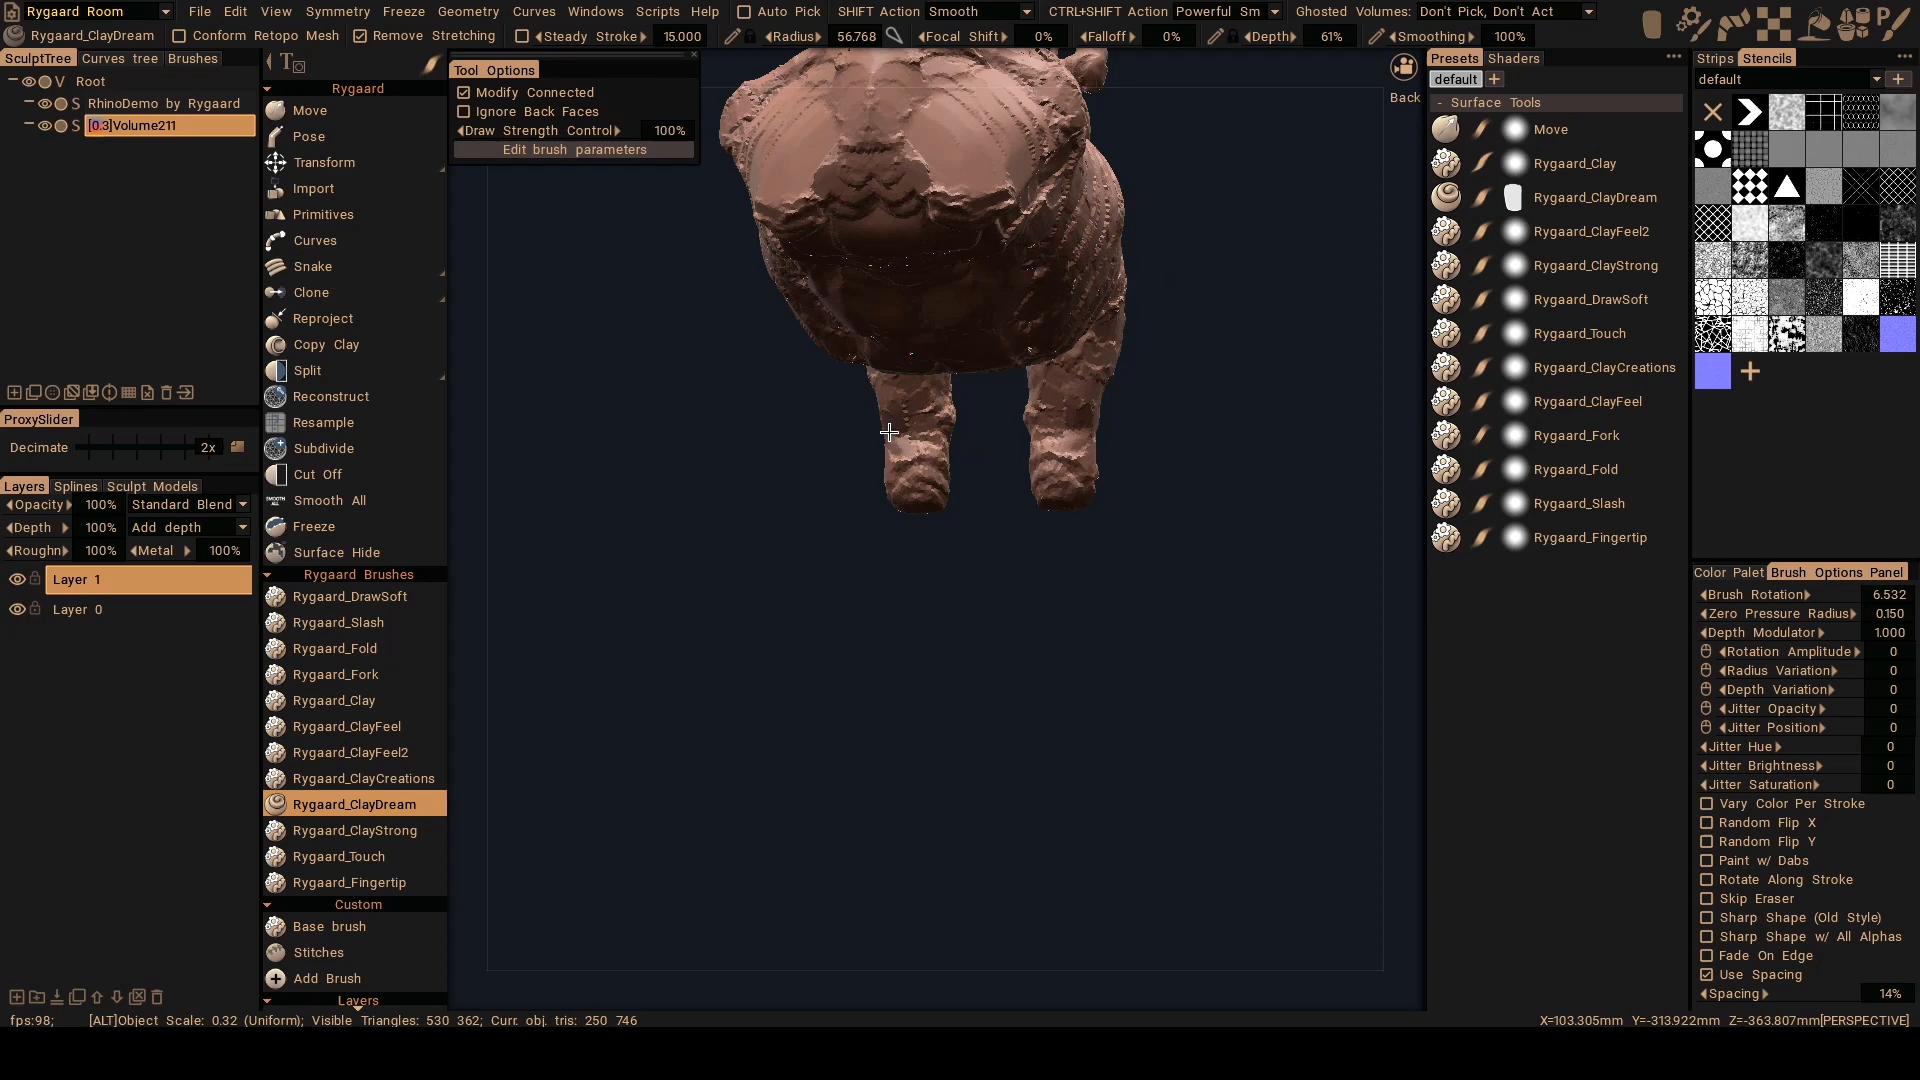 Rygaard Room File Edit View Symmetry Freeze Geometry Curves Windows Scripts Help Auto Pick SHIFT Action Smooth CTRL+SHIFT Action Powerful Sm Ghosted Volumes: Don't Pick, Don't Act
Rygaard_ClayDream Conform Retopo Mesh Remove Stretching Steady Stroke 15.000 Radius 56.768 Focal Shift 0% Falloff 0% Depth 61% Smoothing 100%
SculptTree Curves tree Brushes
V Root
S RhinoDemo by Rygaard
S [0.3]Volume211
ProxySlider
Decimate 2x
Layers Splines Sculpt Models
Opacity 100% Standard Blend
Depth 100% Add depth
Roughn 100% Metal 100%
Layer 1
Layer 0
Rygaard
Move
Pose
Transform
Import
Primitives
Curves
Snake
Clone
Reproject
Copy Clay
Split
Reconstruct
Resample
Subdivide
Cut Off
SMOOTH ALL Smooth All
Freeze
Surface Hide
Rygaard Brushes
Rygaard_DrawSoft
Rygaard_Slash
Rygaard_Fold
Rygaard_Fork
Rygaard_Clay
Rygaard_ClayFeel
Rygaard_ClayFeel2
Rygaard_ClayCreations
Rygaard_ClayDream
Rygaard_ClayStrong
Rygaard_Touch
Rygaard_Fingertip
Custom
Base brush
Stitches
Add Brush
Layers
Tool Options
Modify Connected
Ignore Back Faces
Draw Strength Control 100%
Edit brush parameters
Back
Presets Shaders
default +
- Surface Tools
Move
Rygaard_Clay
Rygaard_ClayDream
Rygaard_ClayFeel2
Rygaard_ClayStrong
Rygaard_DrawSoft
Rygaard_Touch
Rygaard_ClayCreations
Rygaard_ClayFeel
Rygaard_Fork
Rygaard_Fold
Rygaard_Slash
Rygaard_Fingertip
Strips Stencils
default
Color Palet Brush Options Panel
Brush Rotation 6.532
Zero Pressure Radius 0.150
Depth Modulator 1.000
Rotation Amplitude 0
Radius Variation 0
Depth Variation 0
Jitter Opacity 0
Jitter Position 0
Jitter Hue 0
Jitter Brightness 0
Jitter Saturation 0
Vary Color Per Stroke
Random Flip X
Random Flip Y
Paint w/ Dabs
Rotate Along Stroke
Skip Eraser
Sharp Shape (Old Style)
Sharp Shape w/ All Alphas
Fade On Edge
Use Spacing
Spacing 14%
fps:98; [ALT]Object Scale: 0.32 (Uniform); Visible Triangles: 530 362; Curr. obj. tris: 250 746 X=103.305mm Y=-313.922mm Z=-363.807mm[PERSPECTIVE]